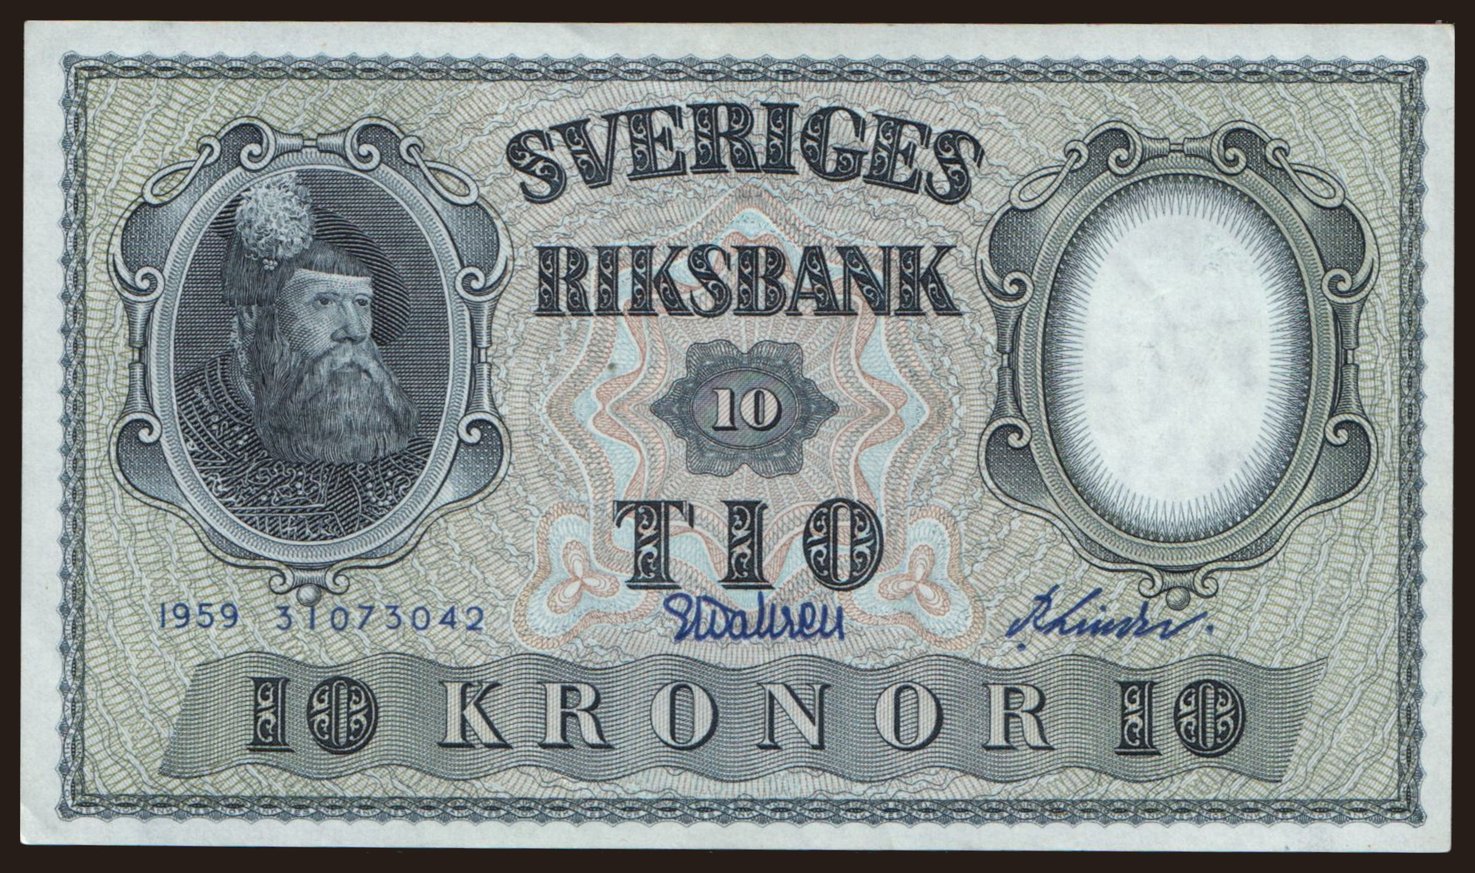 SVERIGES
RIKSBANK
10
TIO
1959 31073042
10 KRONOR 10